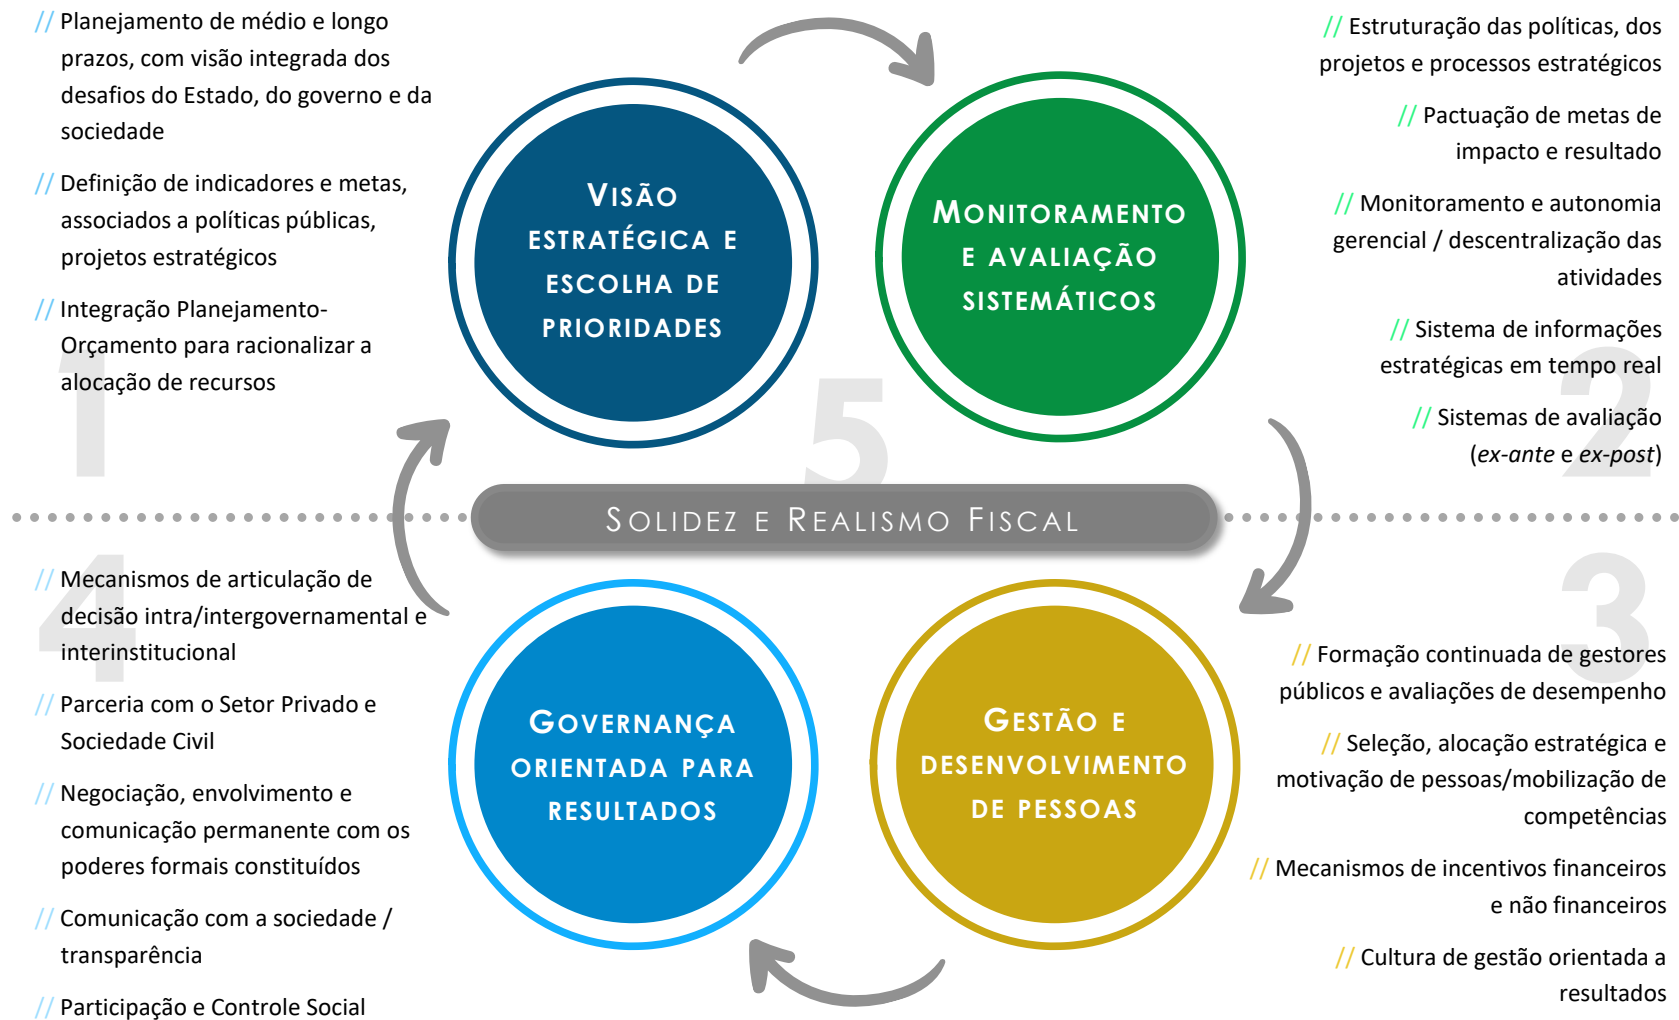 // Planejamento de médio e longo
prazos, com visão integrada dos
desafios do Estado, do governo e da
sociedade
// Definição de indicadores e metas,
associados a políticas públicas,
projetos estratégicos
// Integração Planejamento-
Orçamento para racionalizar a
alocação de recursos
1
VISÃO
ESTRATÉGICA E
ESCOLHA DE
PRIORIDADES
MONITORAMENTO
E AVALIAÇÃO
SISTEMÁTICOS
// Estruturação das políticas, dos
projetos e processos estratégicos
// Pactuação de metas de
impacto e resultado
// Monitoramento e autonomia
gerencial / descentralização das
atividades
// Sistema de informações
estratégicas em tempo real
// Sistemas de avaliação
(ex-ante e ex-post)
2
5
SOLIDEZ E REALISMO FISCAL
4
// Mecanismos de articulação de
decisão intra/intergovernamental e
interinstitucional
// Parceria com o Setor Privado e
Sociedade Civil
// Negociação, envolvimento e
comunicação permanente com os
poderes formais constituídos
// Comunicação com a sociedade /
transparência
// Participação e Controle Social
GOVERNANÇA
ORIENTADA PARA
RESULTADOS
GESTÃO E
DESENVOLVIMENTO
DE PESSOAS
3
// Formação continuada de gestores
públicos e avaliações de desempenho
// Seleção, alocação estratégica e
motivação de pessoas/mobilização de
competências
// Mecanismos de incentivos financeiros
e não financeiros
// Cultura de gestão orientada a
resultados